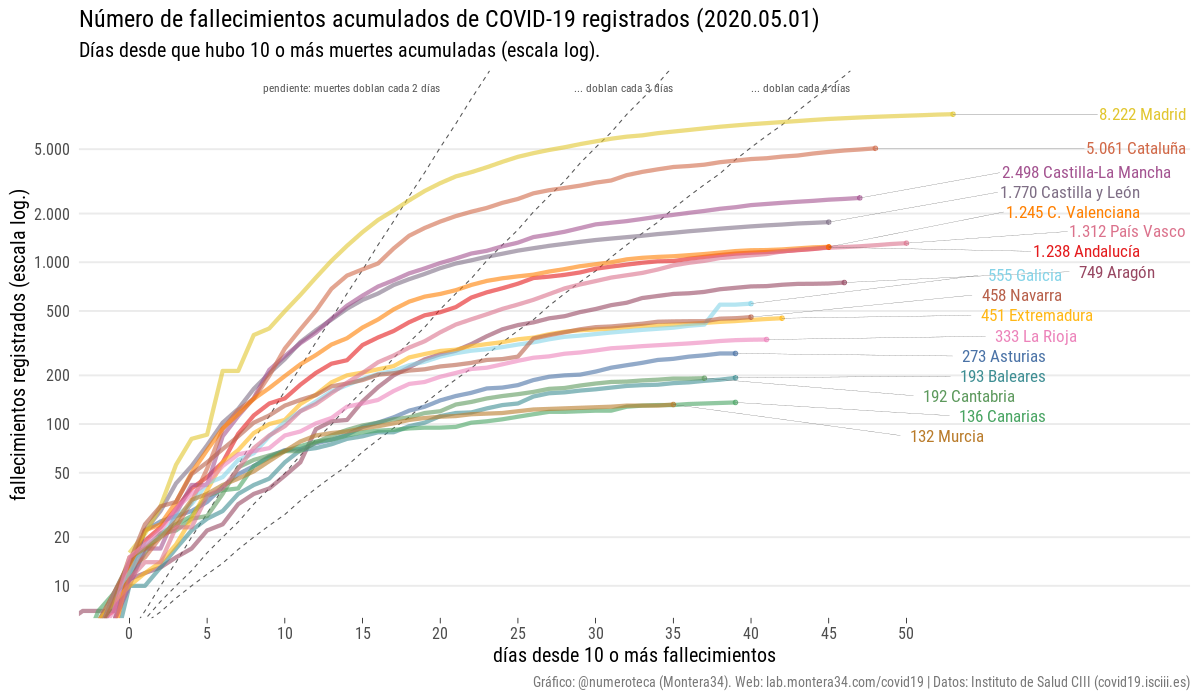 Número de fallecimientos acumulados de COVID-19 registrados (2020.05.01)
Días desde que hubo 10 o más muertes acumuladas (escala log).
pendiente: muertes doblan cada 2 días
... doblan cada 3 días
... doblan cada 4 días
8.222 Madrid
5.061 Cataluña
2.498 Castilla-La Mancha
1.770 Castilla y León
1.245 C. Valenciana
1.312 País Vasco
1.238 Andalucía
555 Galicia
749 Aragón
458 Navarra
451 Extremadura
333 La Rioja
273 Asturias
193 Baleares
192 Cantabria
136 Canarias
132 Murcia
fallecimientos registrados (escala log.)
5.000
2.000
1.000
500
200
100
50
20
10
0 5 10 15 20 25 30 35 40 45 50
días desde 10 o más fallecimientos
Gráfico: @numeroteca (Montera34). Web: lab.montera34.com/covid19 | Datos: Instituto de Salud CIII (covid19.isciii.es)